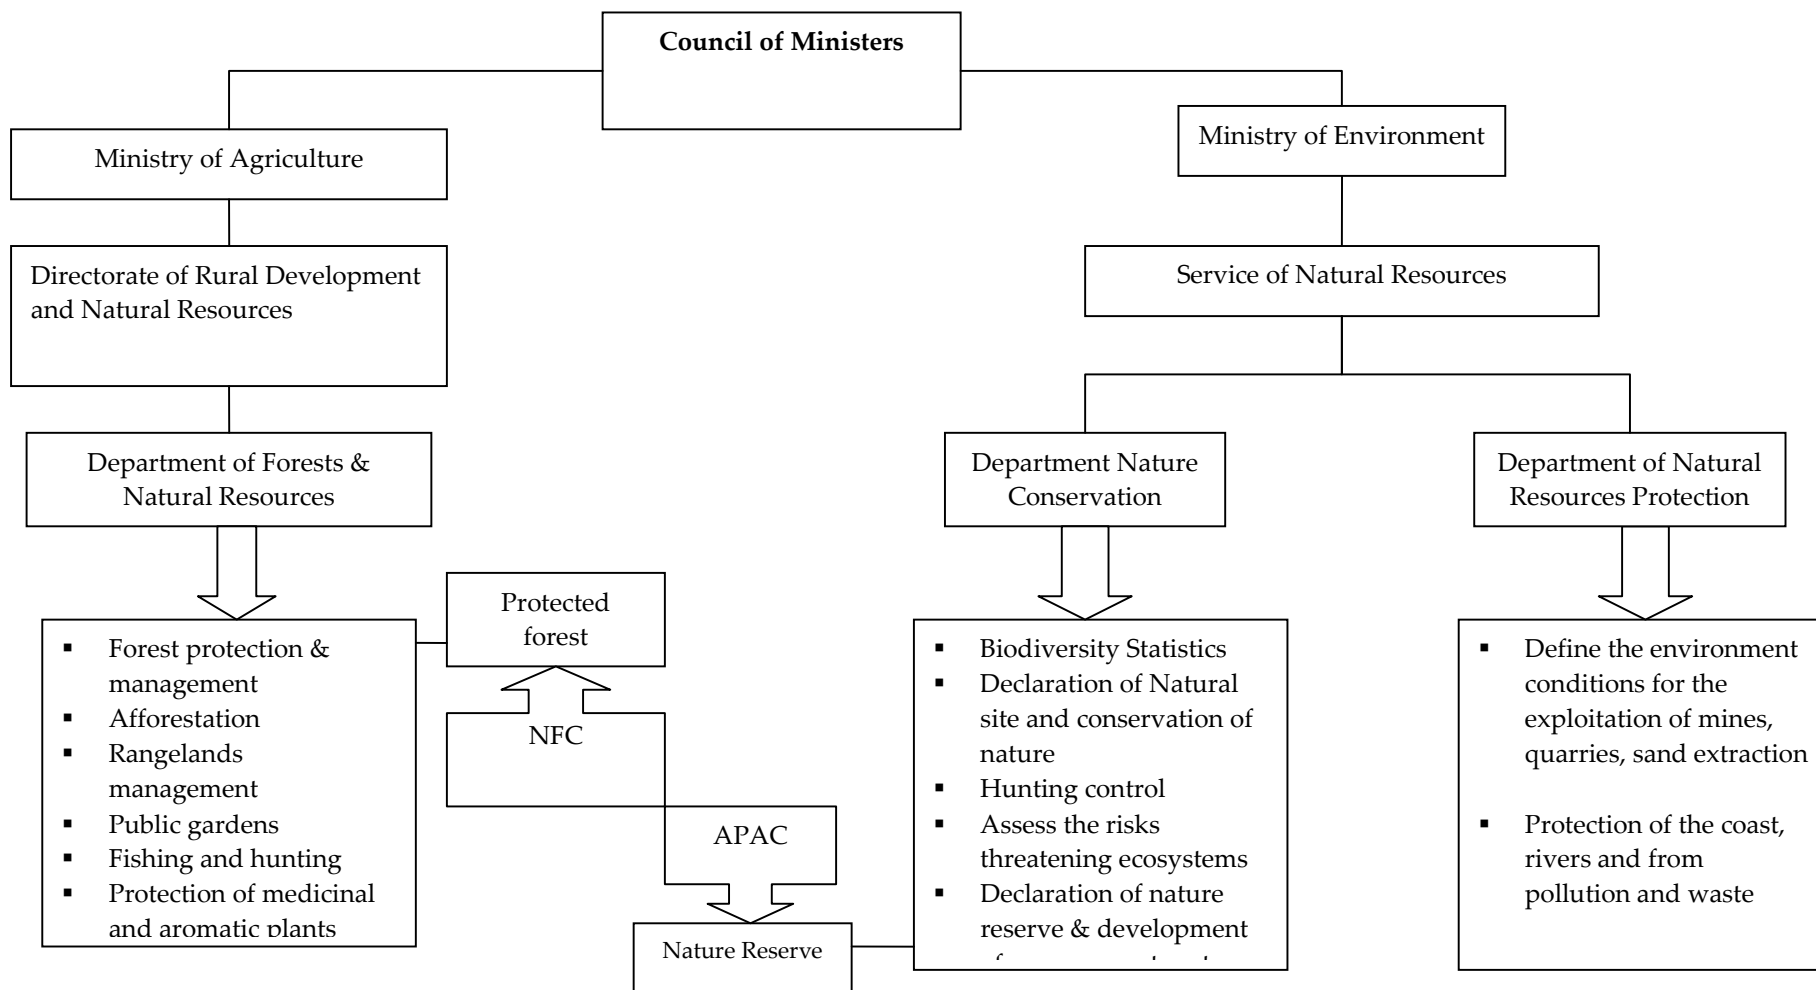 Council of Ministers
Ministry of Agriculture
Ministry of Environment
Directorate of Rural Development
and Natural Resources
Service of Natural Resources
Department of Forests &
Natural Resources
Department Nature
Conservation
Department of Natural
Resources Protection
Protected
forest
NFC
APAC
Nature Reserve
▪ Forest protection &
management
▪ Afforestation
▪ Rangelands
management
▪ Public gardens
▪ Fishing and hunting
▪ Protection of medicinal
and aromatic plants
▪ Biodiversity Statistics
▪ Declaration of Natural
site and conservation of
nature
▪ Hunting control
▪ Assess the risks
threatening ecosystems
▪ Declaration of nature
reserve & development
▪ Define the environment
conditions for the
exploitation of mines,
quarries, sand extraction
▪ Protection of the coast,
rivers and from
pollution and waste